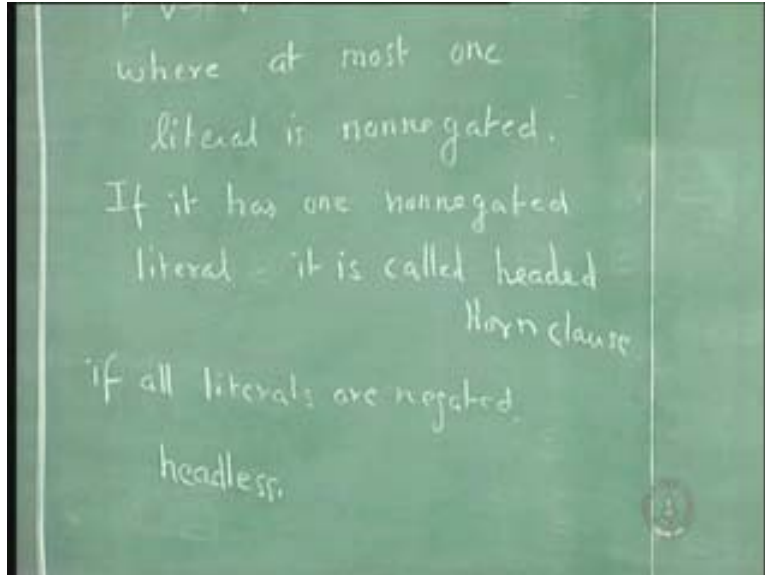 where at most one
literal is nonnegated.
If it has one nonnegated
literal - it is called headed
Horn clause
if all literals are negated.
headless.